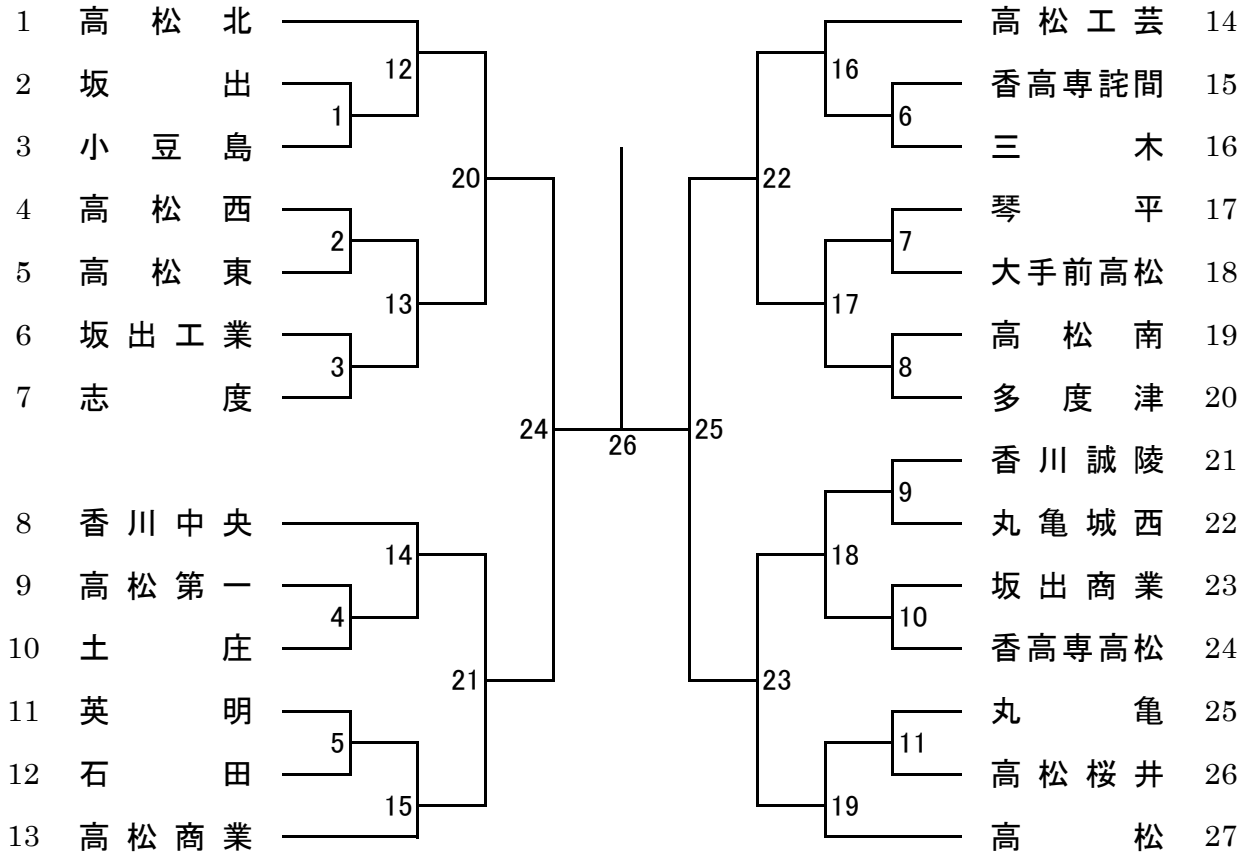 1 高松北
12
2 坂出
1
3 小豆島
20
4 高松西
2
5 高松東
13
6 坂出工業
3
7 志度
24
8 香川中央
14
9 高松第一
4
10 土庄
21
11 英明
5
12 石田
15
13 高松商業
26
高松工芸 14
16
香高専詫間 15
6
三木 16
22
琴平 17
7
大手前高松 18
17
高松南 19
8
多度津 20
25
香川誠陵 21
9
丸亀城西 22
18
坂出商業 23
10
香高専高松 24
23
丸亀 25
11
高松桜井 26
19
高松 27